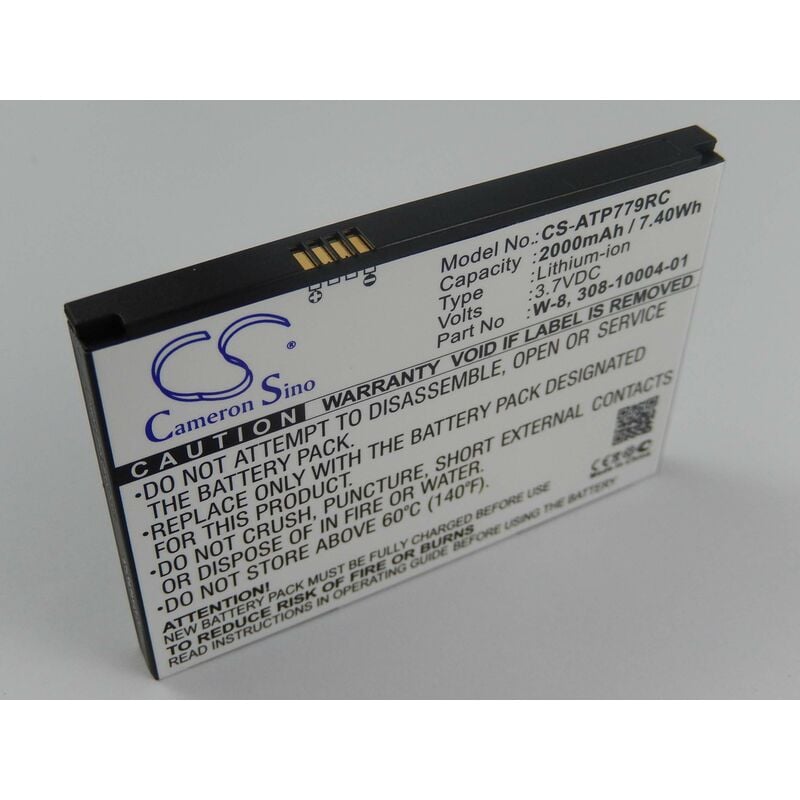 Model No.: CS-ATP779RC
Capacity : 2000mAh / 7.40Wh
Type : Lithium-ion
Volts : 3.7VDC
Part No : W-8, 308-10004-01
CS®
Cameron Sino
WARRANTY VOID IF LABEL IS REMOVED
CAUTION
•DO NOT ATTEMPT TO DISASSEMBLE, OPEN OR SERVICE
THE BATTERY PACK.
•REPLACE ONLY WITH THE BATTERY PACK DESIGNATED
FOR THIS PRODUCT.
•DO NOT CRUSH, PUNCTURE, SHORT EXTERNAL CONTACTS
OR DISPOSE OF IN FIRE OR WATER.
•DO NOT STORE ABOVE 60°C (140°F)
ATTENTION!
NEW BATTERY PACK MUST BE FULLY CHARGED BEFORE USE
TO REDUCE RISK OF FIRE OR BURNS
READ INSTRUCTIONS BEFORE CHARGING AND USING THE BATTERY.